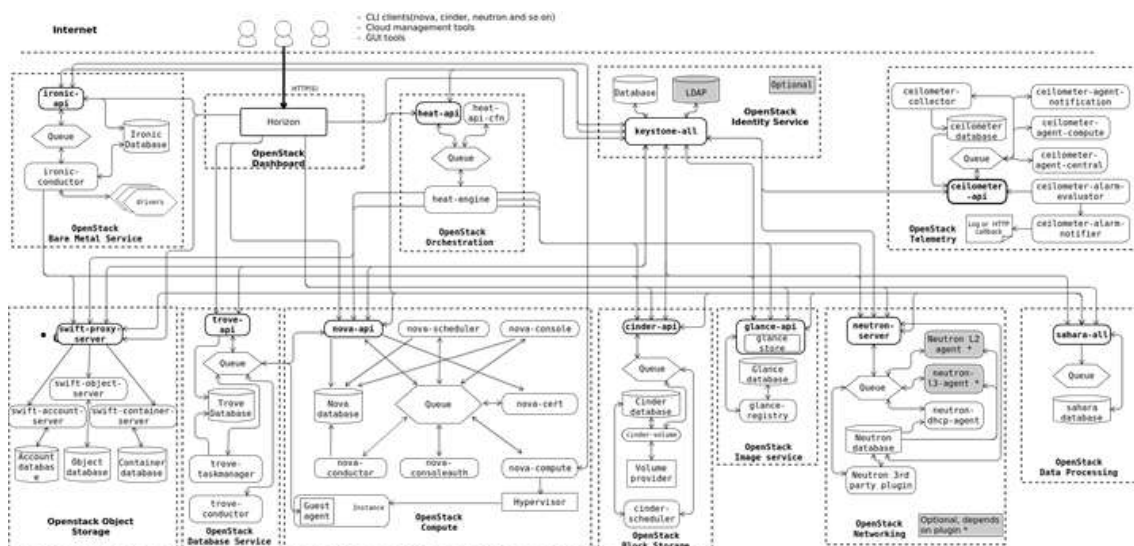 Internet
- CLI clients(nova, cinder, neutron and so on)
- Cloud management tools
- GUI tools
HTTP(S)
ironic-
api
Queue
Ironic
Database
ironic-
conductor
drivers
OpenStack
Bare Metal Service
Horizon
OpenStack
Dashboard
heat-api
heat-
api-cfn
Queue
heat-engine
OpenStack
Orchestration
Database
LDAP
Optional
keystone-all
OpenStack
Identity Service
ceilometer-
collector
ceilometer-agent-
notification
ceilometer
database
ceilometer-
agent-compute
Queue
ceilometer-
agent-central
ceilometer
-api
ceilometer-alarm-
evaluator
Log or HTTP
callback
ceilometer-alarm-
notifier
OpenStack
Telemetry
swift-proxy-
server
swift-object-
server
swift-account-
server
swift-container-
server
Account
databas
e
Object
database
Container
database
Openstack Object
Storage
trove-
api
Queue
Trove
Database
trove-
taskmanager
trove-
conductor
OpenStack
Database Service
nova-api
nova-scheduler
nova-console
Nova
database
Queue
nova-cert
nova-
conductor
nova-
consoleauth
nova-compute
Guest
agent
Instance
Hypervisor
OpenStack
Compute
cinder-api
Queue
Cinder
database
cinder-volume
Volume
provider
cinder-
scheduler
OpenStack
Block Storage
glance-api
glance
store
Glance
database
glance-
registry
OpenStack
Image service
neutron-
server
Neutron L2
agent *
Queue
neutron-
L3-agent *
neutron-
dhcp-agent
Neutron
database
Neutron 3rd
party plugin
OpenStack
Networking
Optional, depends
on plugin *
sahara-all
Queue
sahara
database
OpenStack
Data Processing